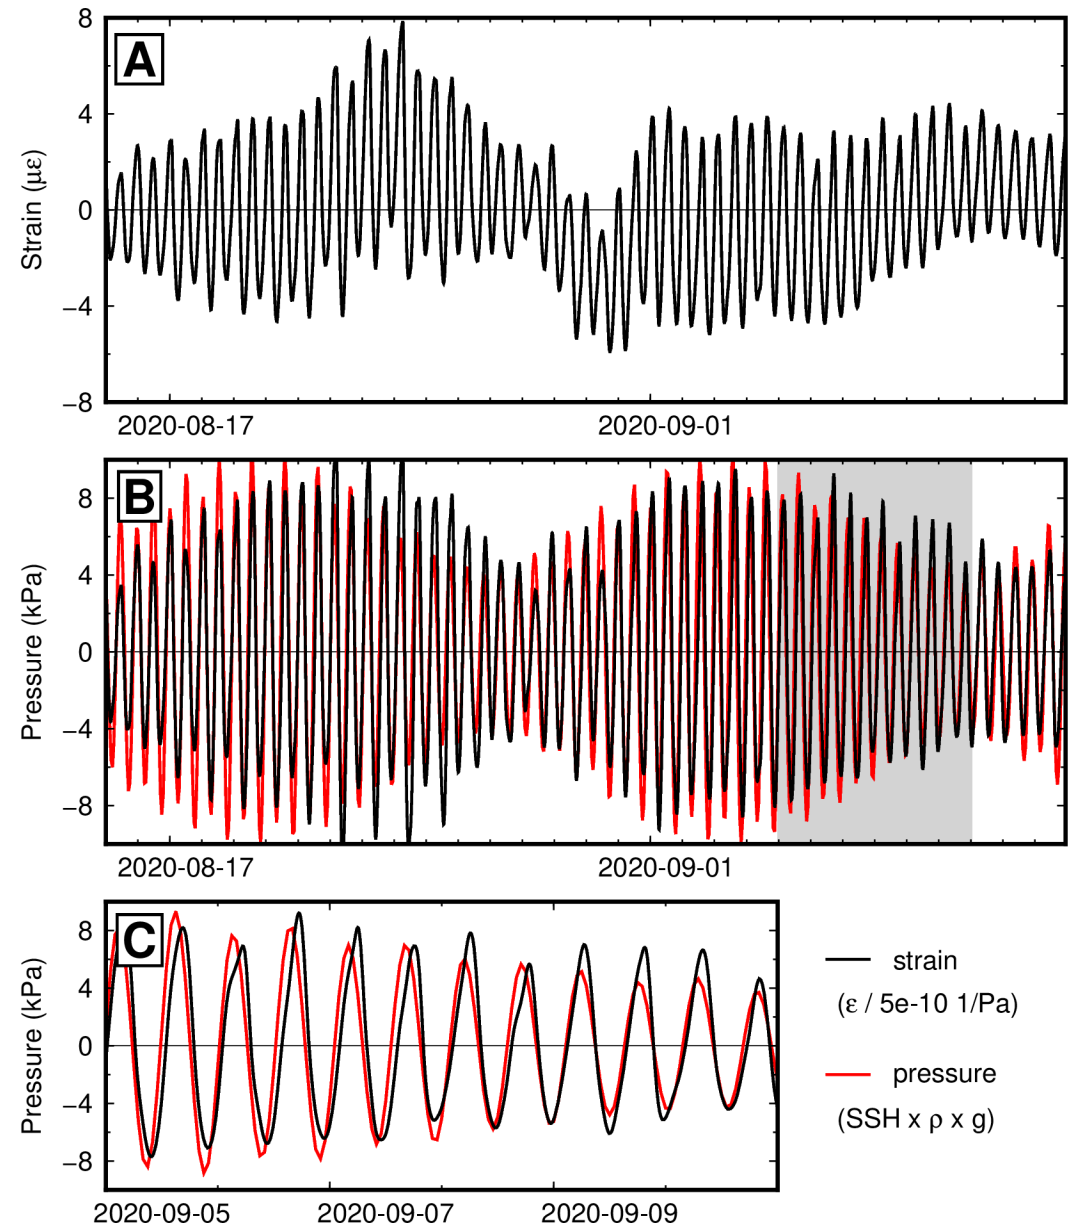 A
8
4
0
−4
−8
Strain (με)
2020-08-17 2020-09-01
B
8
4
0
−4
−8
Pressure (kPa)
2020-08-17 2020-09-01
C
8
4
0
−4
−8
Pressure (kPa)
2020-09-05 2020-09-07 2020-09-09
strain
(ε / 5e-10 1/Pa)
pressure
(SSH x ρ x g)